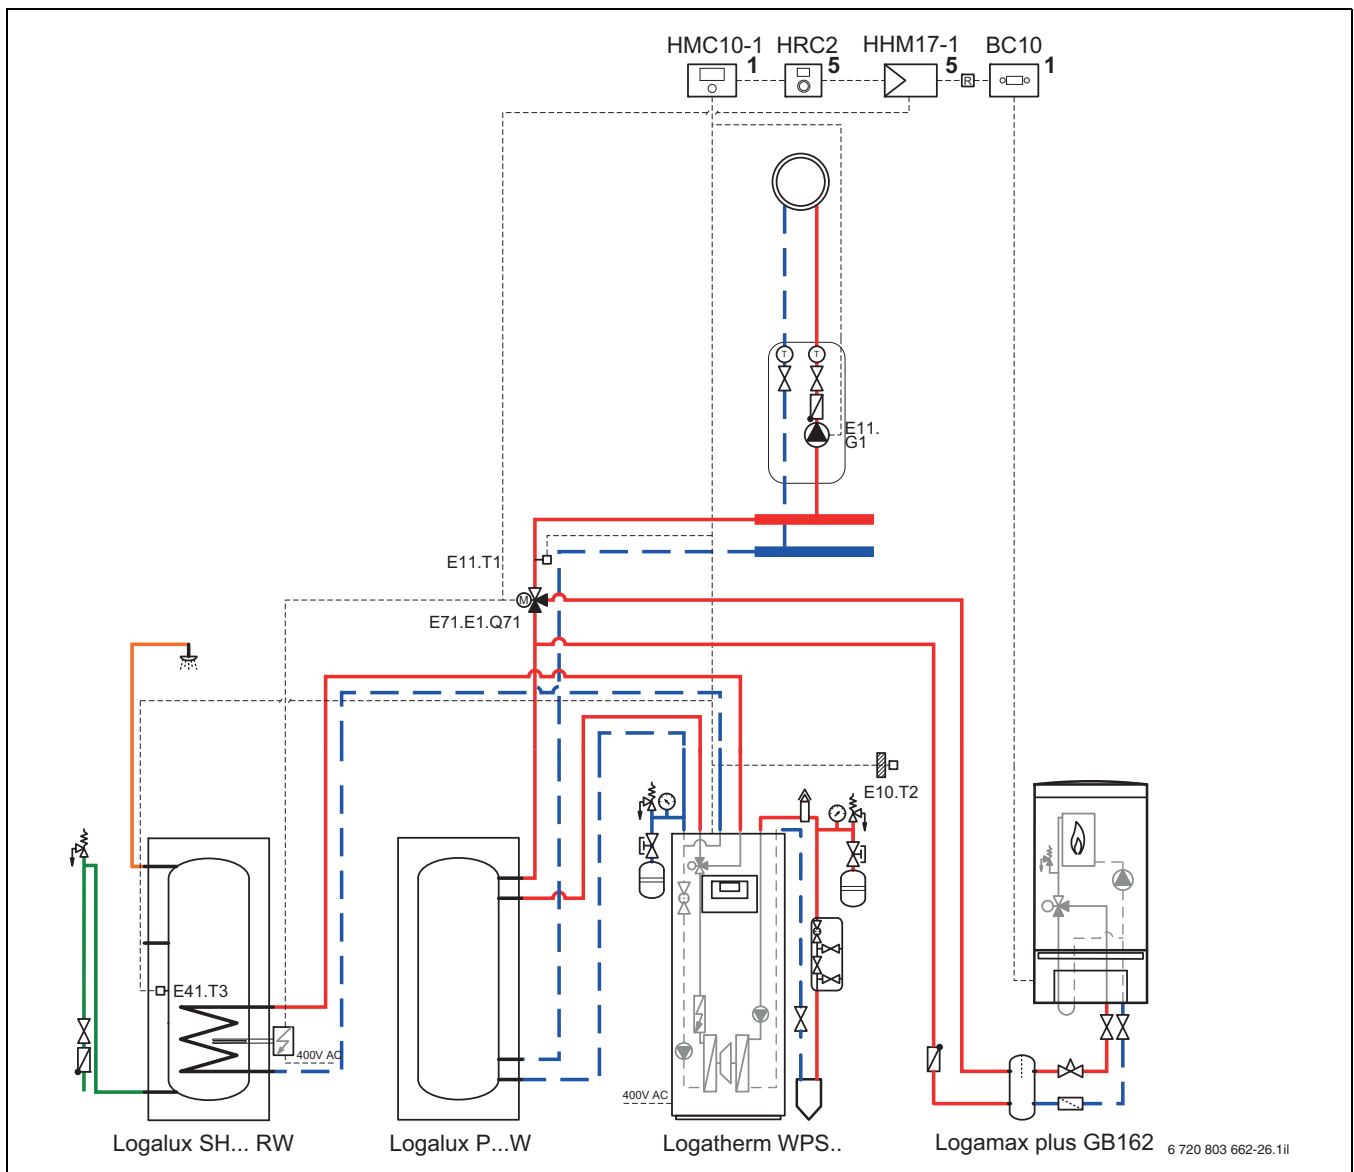 HMC10-1 HRC2 HHM17-1 BC10
1 5 5 1
R
T T
E11.
G1
E11.T1
M
E71.E1.Q71
E10.T2
E41.T3
400V AC
400V AC
Logalux SH... RW Logalux P...W Logatherm WPS.. Logamax plus GB162
6 720 803 662-26.1il